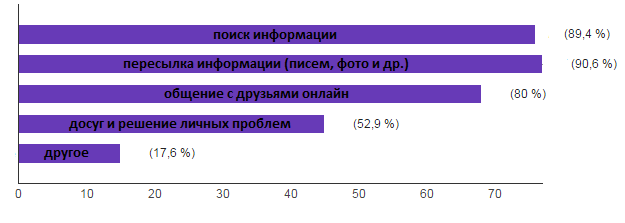 поиск информации (89,4 %)
пересылка информации (писем, фото и др.) (90,6 %)
общение с друзьями онлайн (80 %)
досуг и решение личных проблем (52,9 %)
другое (17,6 %)
0 10 20 30 40 50 60 70